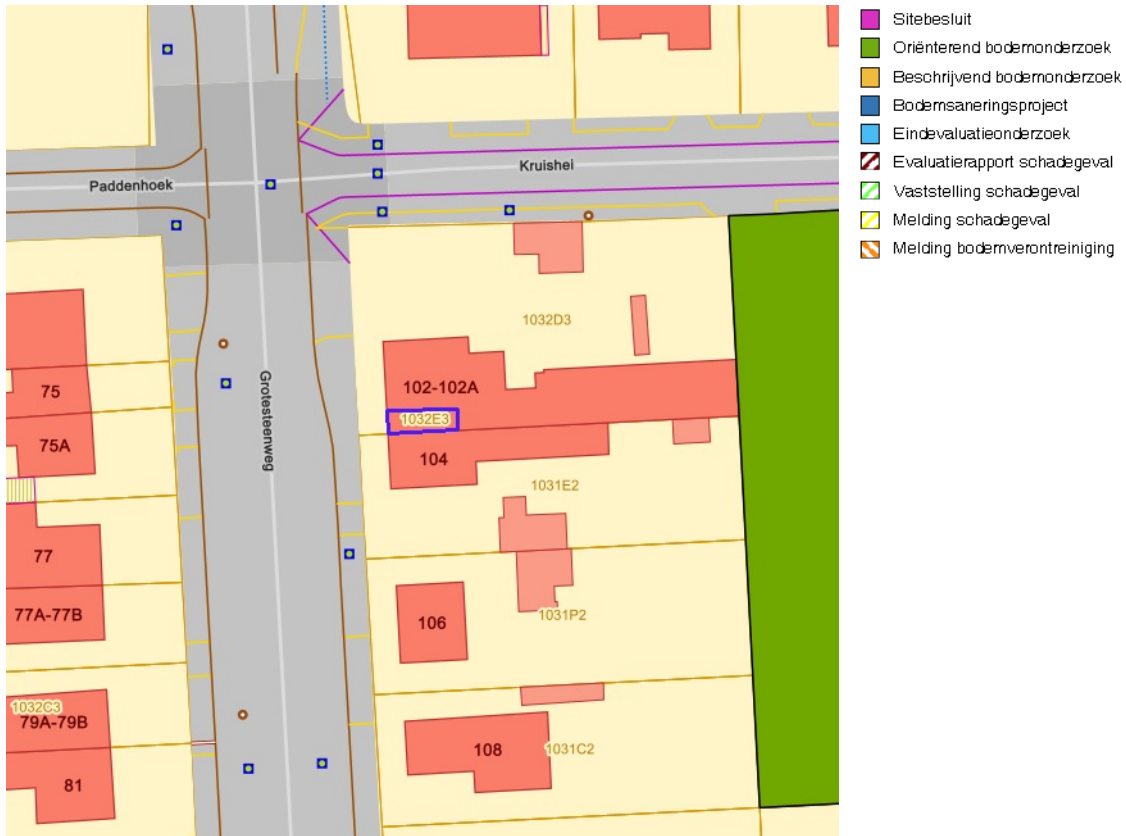 Paddenhoek
Kruishei
Grotesteenweg
1032D3
102-102A
1032E3
104
1031E2
75
75A
77
77A-77B
106
1031P2
1032C3
79A-79B
81
108
1031C2
Sitebesluit
Oriënterend bodemonderzoek
Beschrijvend bodemonderzoek
Bodemsaneringsproject
Eindevaluatieonderzoek
Evaluatierapport schadegeval
Vaststelling schadegeval
Melding schadegeval
Melding bodemverontreiniging